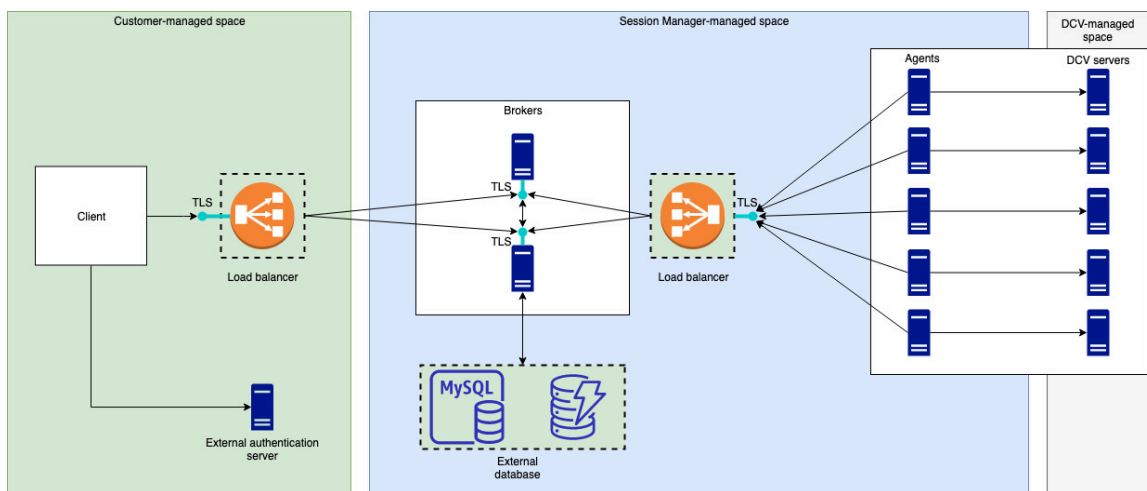 Customer-managed space
Session Manager-managed space
DCV-managed
space
Agents
DCV servers
Brokers
TLS
Client
TLS
TLS
TLS
Load balancer
Load balancer
MySQL
External authentication
server
External
database